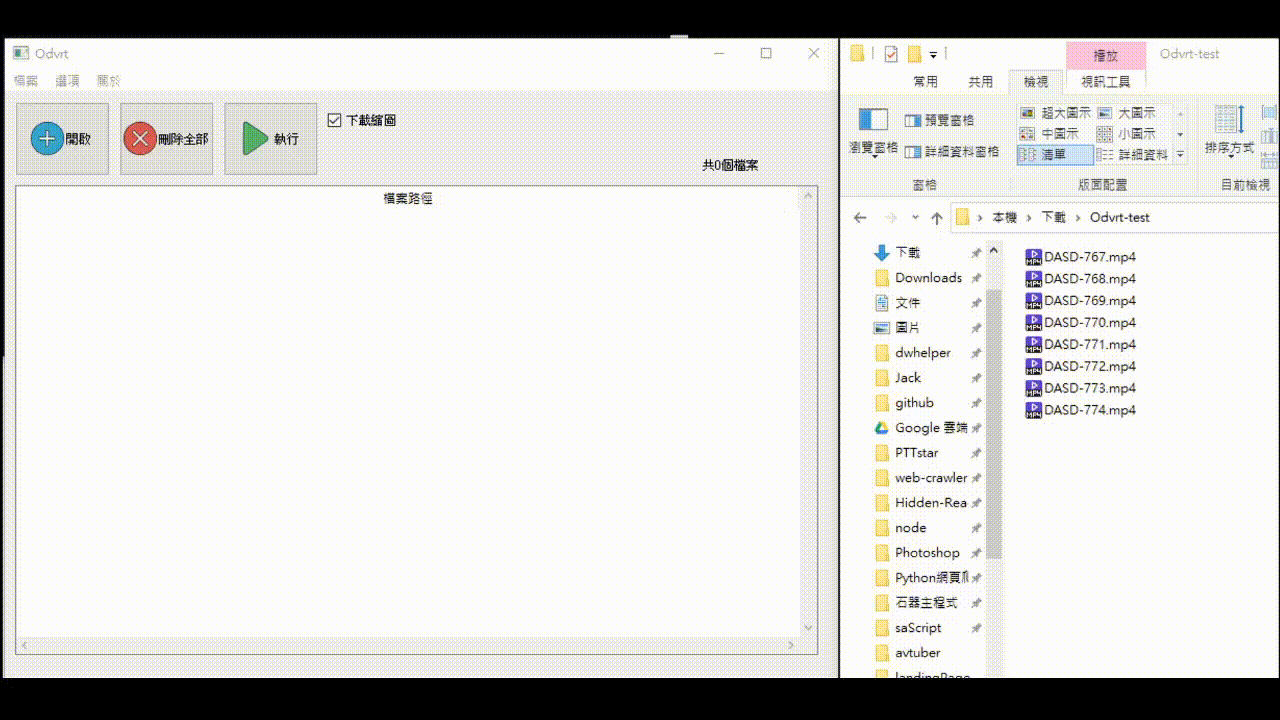 Odvrt
檔案 選項 關於
開啟 刪除全部 執行 下載縮圖
共0個檔案
檔案路徑
播放 Odvrt-test
常用 共用 檢視 視訊工具
瀏覽窗格 預覽窗格 詳細資料窗格
超大圖示 大圖示
中圖示 小圖示
清單 詳細資料
排序方式
窗格 版面配置 目前檢視
本機 下載 Odvrt-test
下載
Downloads
文件
圖片
dwhelper
Jack
github
Google 雲端
PTTstar
web-crawler
Hidden-Rea
node
Photoshop
Python網頁爬
石器主程式
saScript
avtuber
landingPage
DASD-767.mp4
DASD-768.mp4
DASD-769.mp4
DASD-770.mp4
DASD-771.mp4
DASD-772.mp4
DASD-773.mp4
DASD-774.mp4